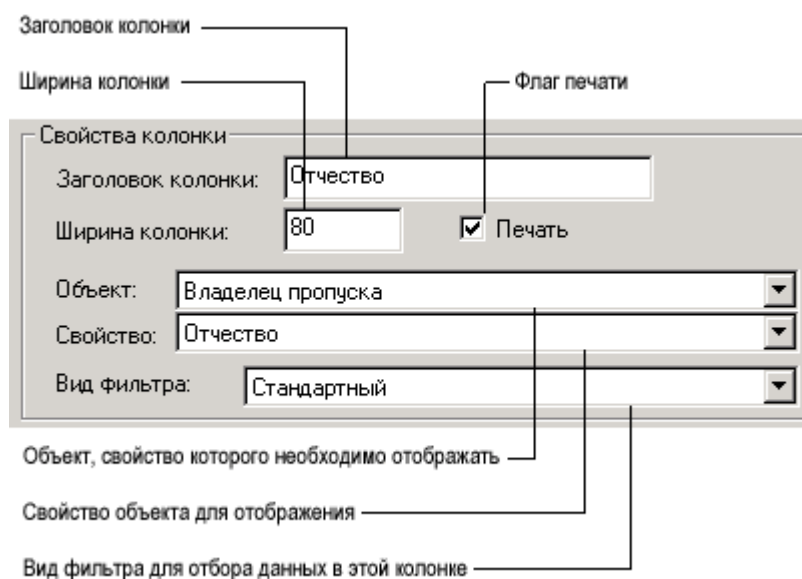 Заголовок колонки
Ширина колонки
Флаг печати
Свойства колонки
Заголовок колонки: Отчество
Ширина колонки: 80 Печать
Объект: Владелец пропуска
Свойство: Отчество
Вид фильтра: Стандартный
Объект, свойство которого необходимо отображать
Свойство объекта для отображения
Вид фильтра для отбора данных в этой колонке